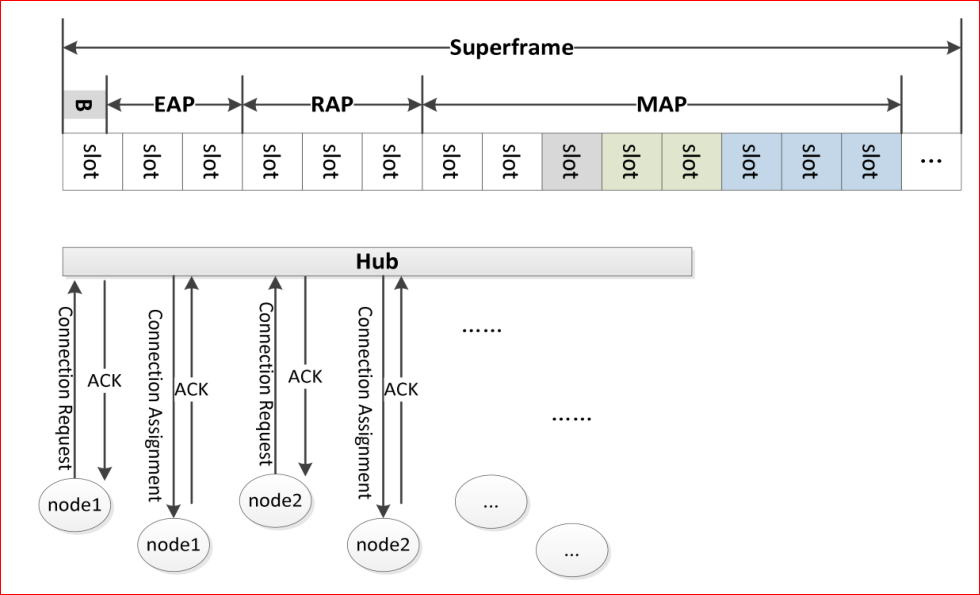 Superframe
B EAP RAP MAP
slot slot slot slot slot slot slot slot slot slot slot slot slot slot ...
Hub
Connection Request ACK Connection Assignment ACK Connection Request ACK Connection Assignment ACK
......
......
node1 node1 node2 node2 ... ...